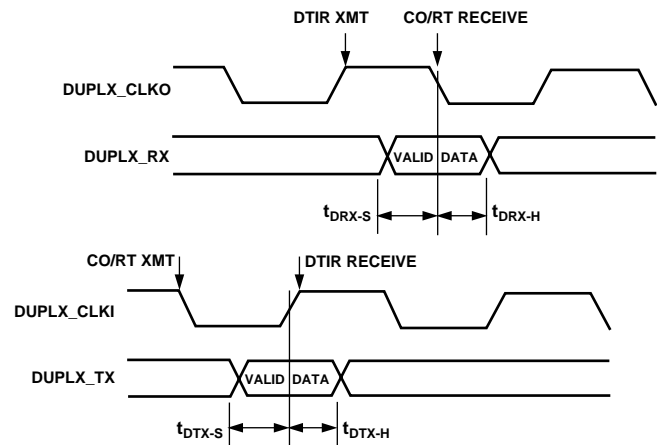 DTIR XMT CO/RT RECEIVE
DUPLX_CLKO
DUPLX_RX
VALID DATA
tDRX-S tDRX-H
CO/RT XMT DTIR RECEIVE
DUPLX_CLKI
DUPLX_TX
VALID DATA
tDTX-S tDTX-H